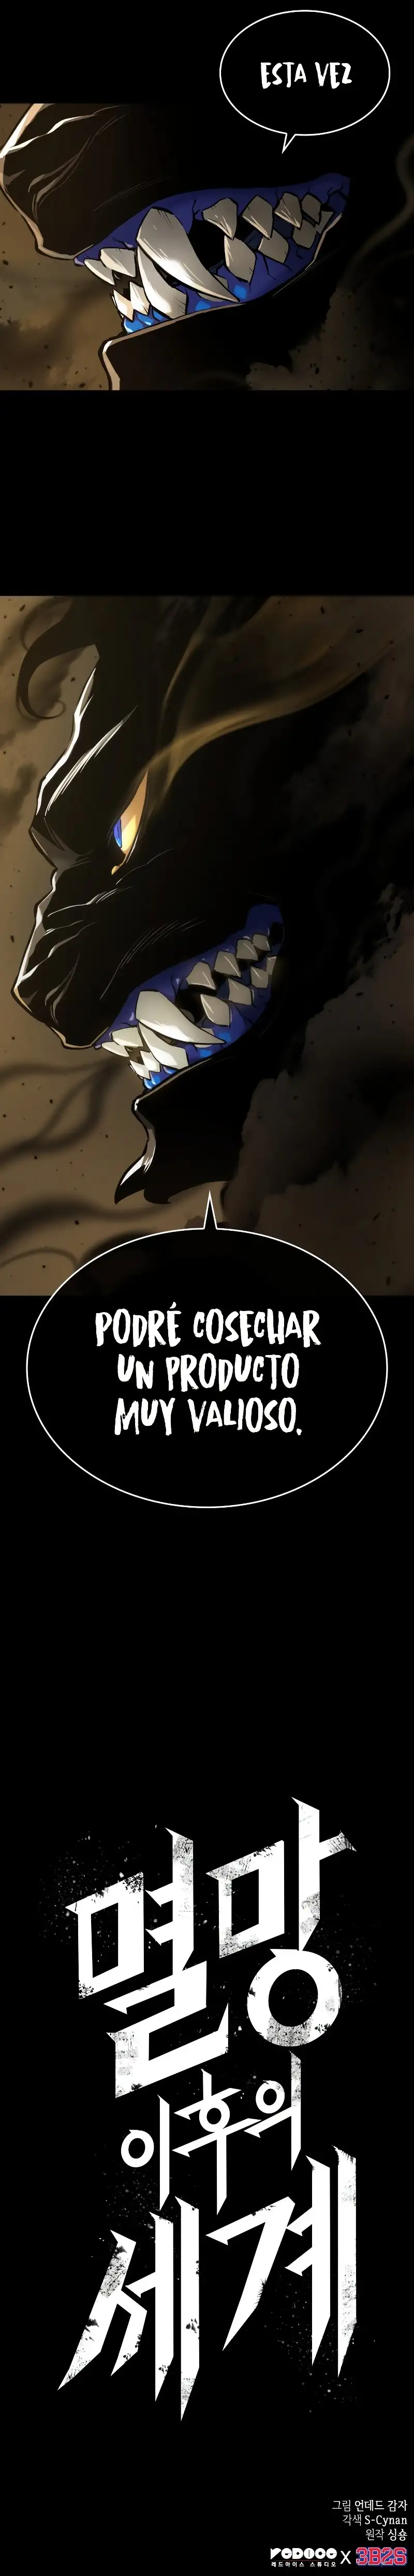 ESTA VEZ
PODRÉ COSECHAR
UN PRODUCTO
MUY VALIOSO.
멸망
이후의
세계
그림 언데드 감자
각색 S-Cynan
원작 싱숑
REDICE
레드아이스 스튜디오
X 3B2S